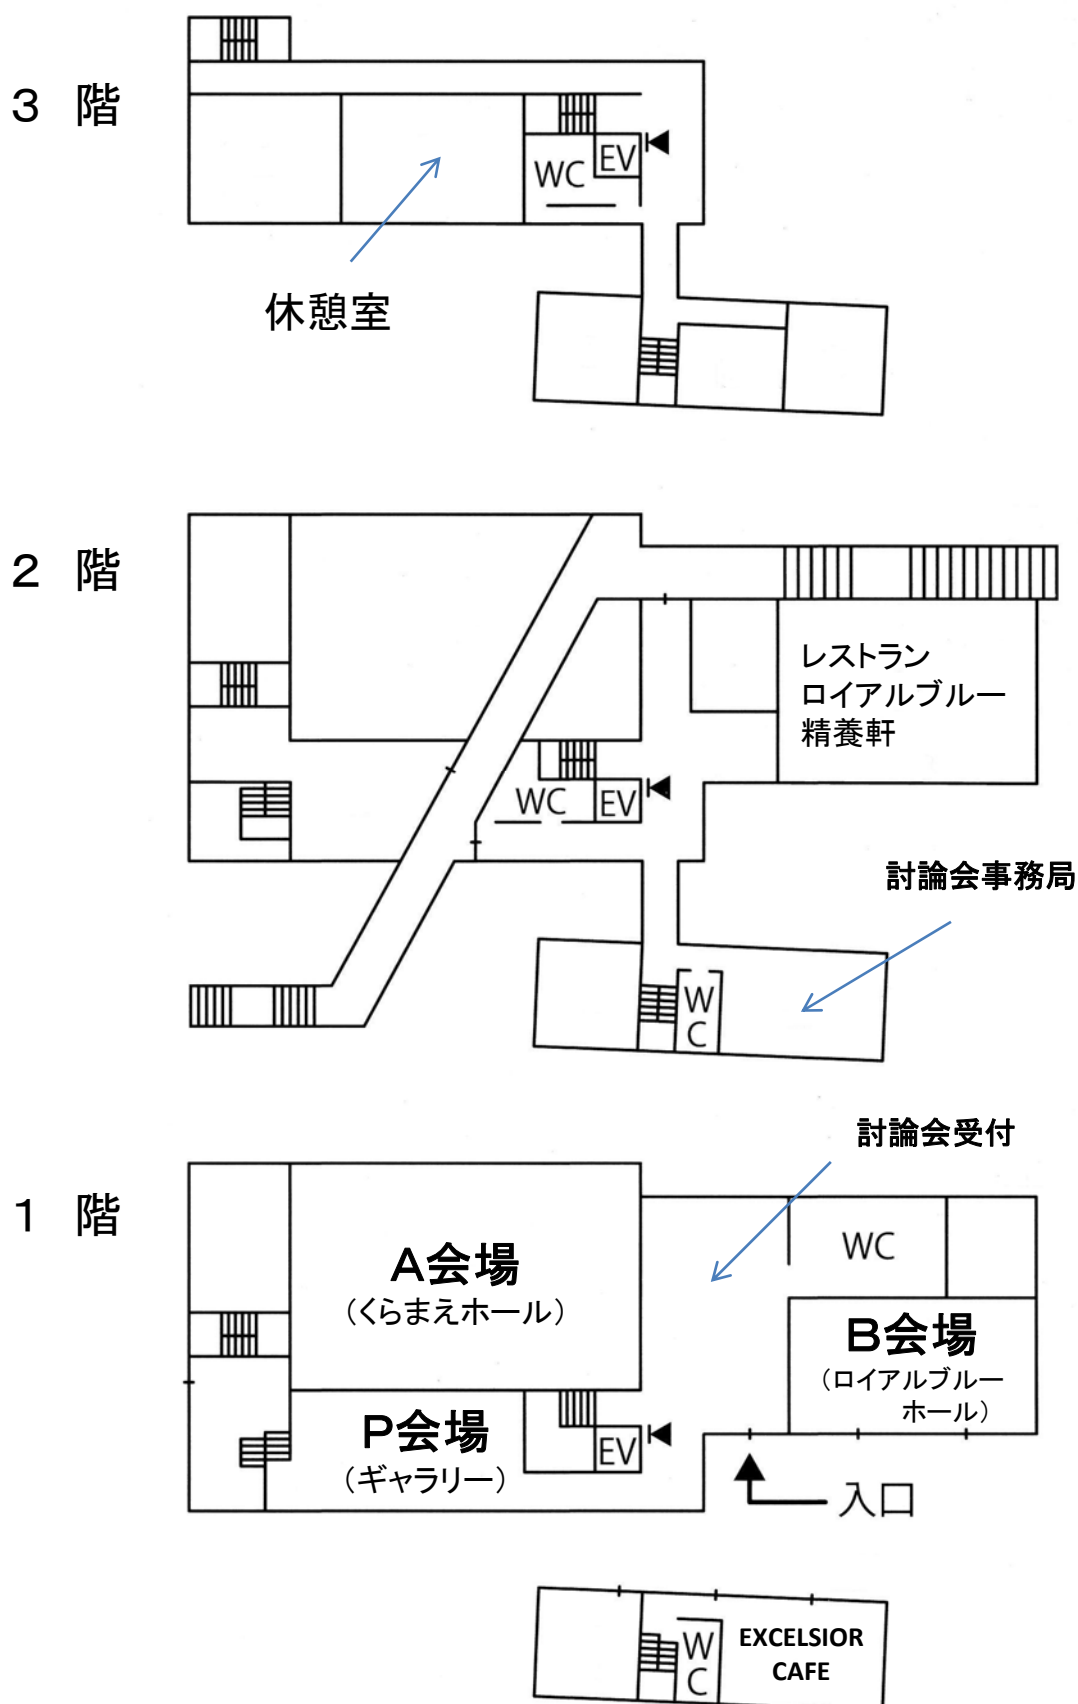 ３ 階
WC
EV
休憩室
２ 階
レストラン
ロイアルブルー
精養軒
WC
EV
討論会事務局
W
C
討論会受付
１ 階
A会場
（くらまえホール）
WC
B会場
（ロイアルブルー
ホール）
P会場
（ギャラリー）
EV
入口
W
C
EXCELSIOR
CAFE